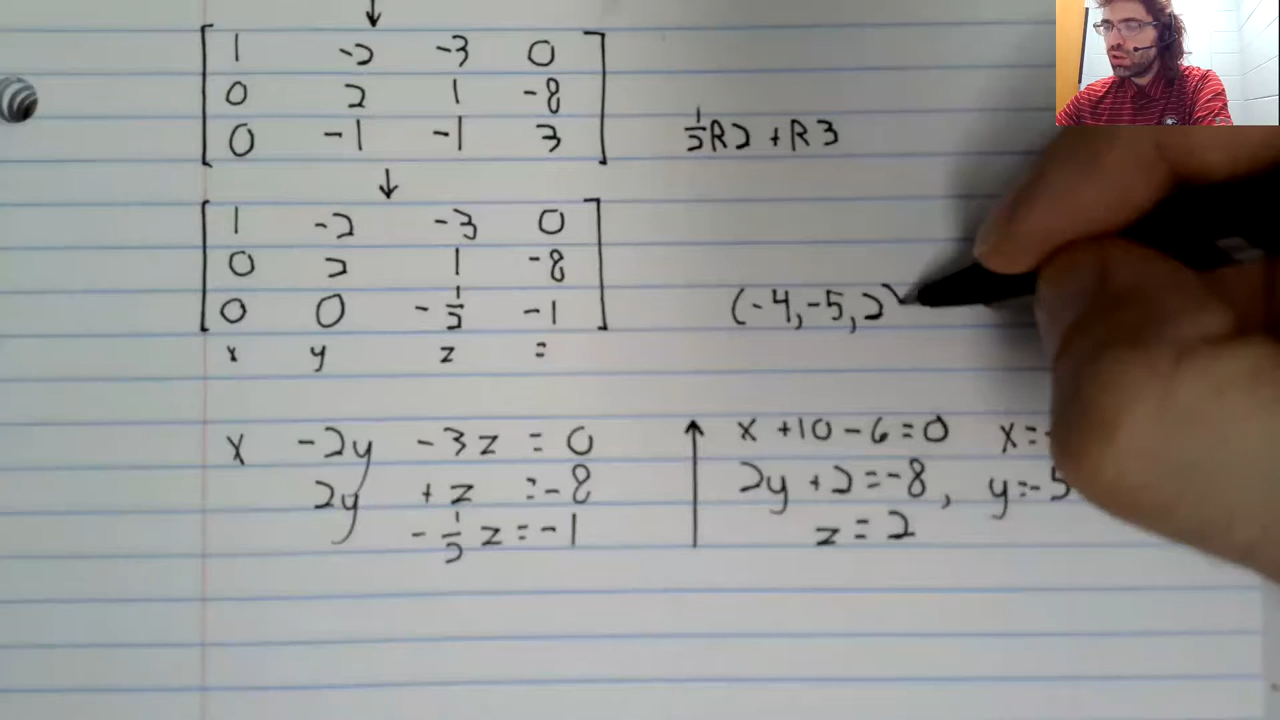 ↓
1 -2 -3 0
0 2 1 -8
0 -1 -1 3
1/2R2 + R3
↓
1 -2 -3 0
0 2 1 -8
0 0 -1/2 -1
x y z =
(-4,-5,2)
x -2y -3z = 0
2y + z = -8
-1/2 z = -1
x +10 -6 = 0 x =
2y + 2 = -8, y = -5
z = 2